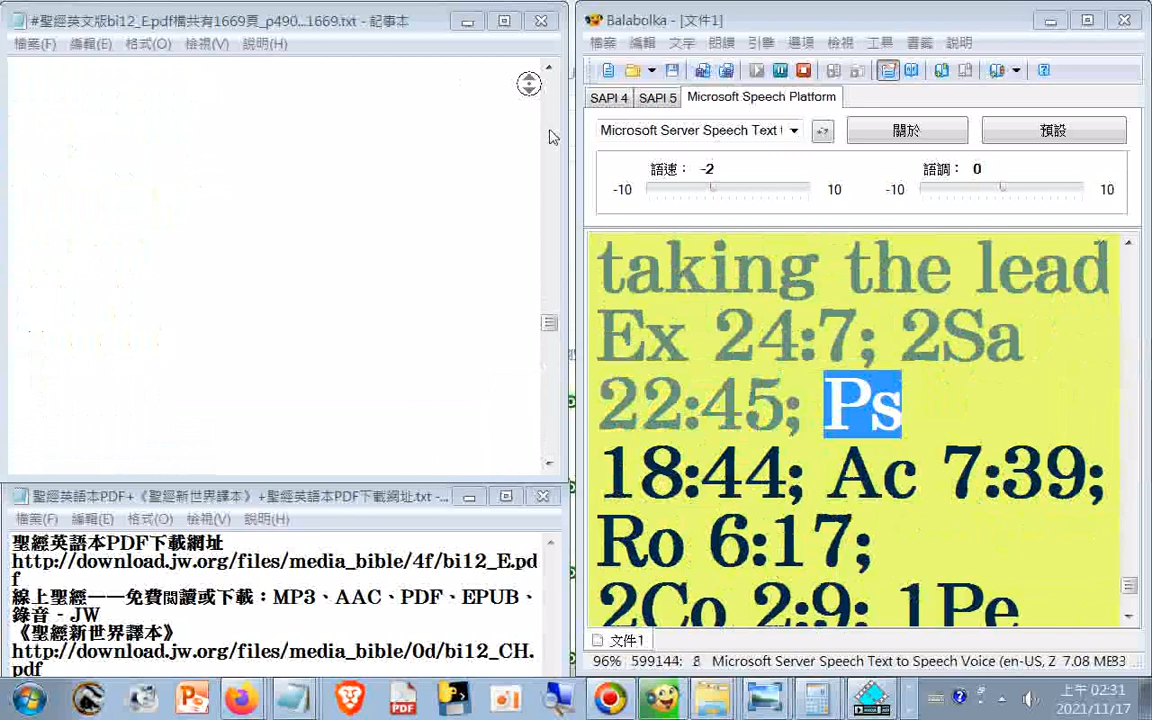 #聖經英文版bi12_E.pdf橫共有1669頁_p490...1669.txt - 記事本
檔案(F) 編輯(E) 格式(O) 檢視(V) 說明(H)
Balabolka - [文件1]
檔案 編輯 文字 朗讀 引擎 選項 檢視 工具 書籤 說明
SAPI 4 SAPI 5 Microsoft Speech Platform
Microsoft Server Speech Text 關於 預設
語速： -2 語調： 0
-10 10 -10 10
taking the lead
Ex 24:7; 2Sa
22:45; Ps
18:44; Ac 7:39;
Ro 6:17;
2Co 2:9; 1Pe
文件1
96% 599144: Microsoft Server Speech Text to Speech Voice (en-US, Z 7.08 MB
聖經英語本PDF+《聖經新世界譯本》+聖經英語本PDF下載網址.txt -...
檔案(F) 編輯(E) 格式(O) 檢視(V) 說明(H)
聖經英語本PDF下載網址
http://download.jw.org/files/media_bible/4f/bi12_E.pd
f
線上聖經——免費閱讀或下載：MP3、AAC、PDF、EPUB、
錄音 - JW
《聖經新世界譯本》
http://download.jw.org/files/media_bible/0d/bi12_CH.
pdf
上午 02:31
2021/11/17